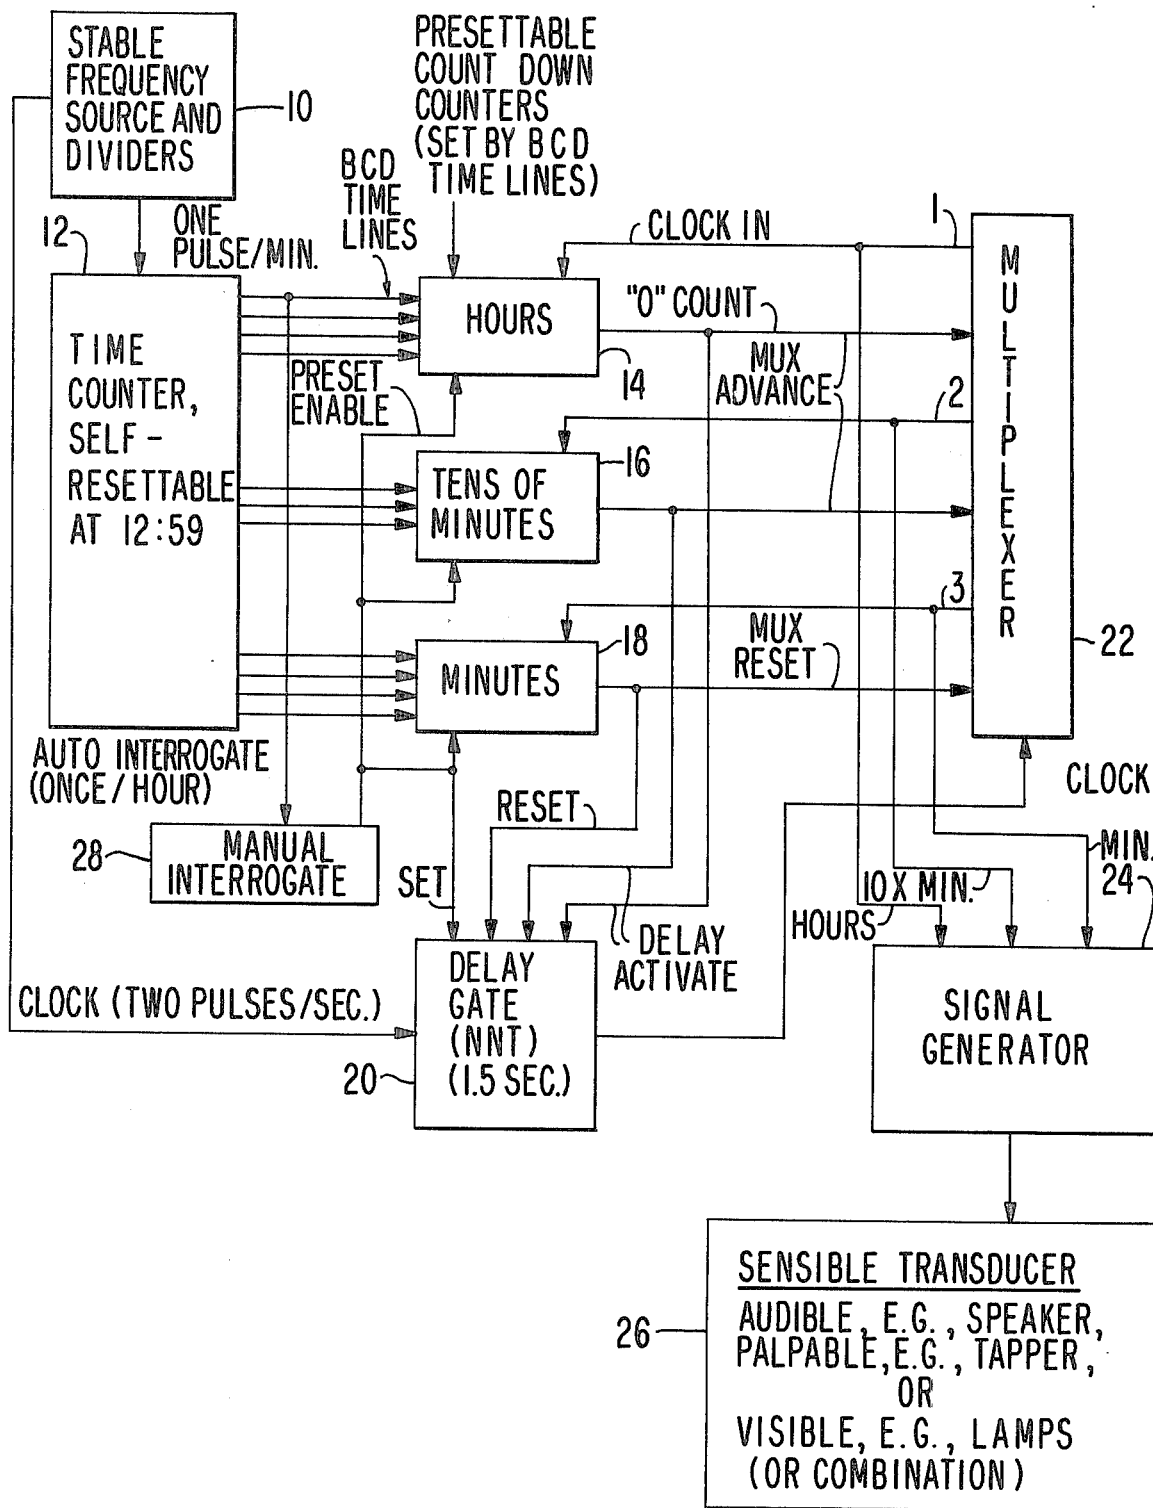 STABLE
FREQUENCY
SOURCE AND
DIVIDERS
10
PRESETTABLE
COUNT DOWN
COUNTERS
(SET BY BCD
TIME LINES)
BCD
TIME
LINES
ONE
PULSE/MIN.
12
CLOCK IN
1
TIME
COUNTER,
SELF-
RESETTABLE
AT 12:59
HOURS
14
"0" COUNT
MUX
ADVANCE
2
MULTIPLEXER
22
PRESET
ENABLE
TENS OF
MINUTES
16
3
MINUTES
18
MUX
RESET
AUTO INTERROGATE
(ONCE/HOUR)
MANUAL
INTERROGATE
28
RESET
SET
CLOCK
MIN.
10 X MIN.
HOURS
24
DELAY
ACTIVATE
CLOCK (TWO PULSES/SEC.)
DELAY
GATE
(NNT)
(1.5 SEC.)
20
SIGNAL
GENERATOR
SENSIBLE TRANSDUCER
AUDIBLE, E.G., SPEAKER,
PALPABLE, E.G., TAPPER,
OR
VISIBLE, E.G., LAMPS
(OR COMBINATION)
26